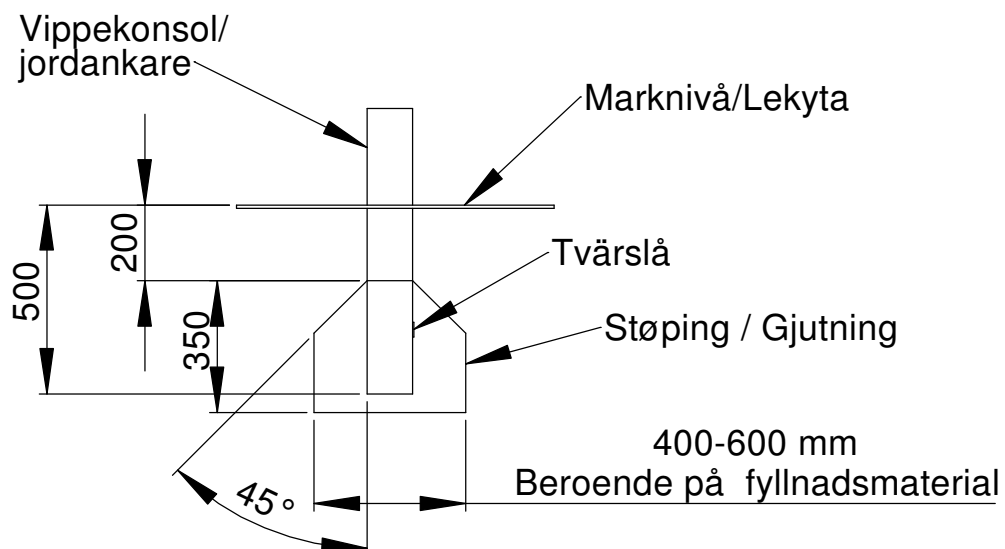 Vippekonsol/
jordankare
Marknivå/Lekyta
200
500
Tvärslå
350
Støping / Gjutning
400-600 mm
Beroende på fyllnadsmaterial
45°